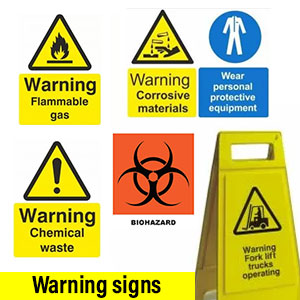 Warning
Flammable
gas
Warning
Corrosive
materials
Wear
personal
protective
equipment
Warning
Chemical
waste
BIOHAZARD
Warning
Fork lift
trucks
operating
Warning signs